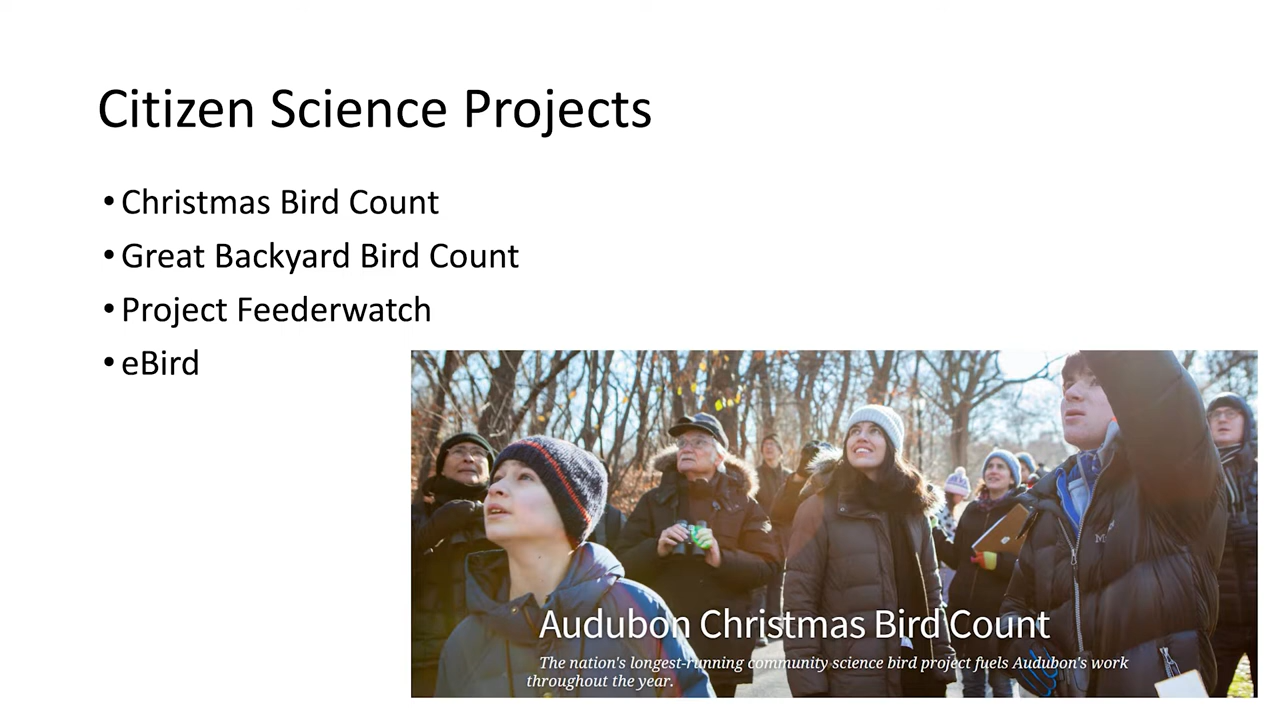 Citizen Science Projects
• Christmas Bird Count
• Great Backyard Bird Count
• Project Feederwatch
• eBird
Audubon Christmas Bird Count
The nation's longest-running community science bird project fuels Audubon's work
throughout the year.